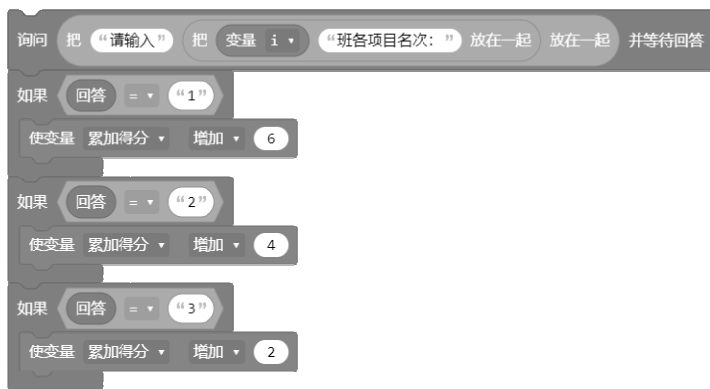 询问 把 “请输入” 把 变量 i ▾ “班各项目名次: ” 放在一起 放在一起 并等待回答
如果 回答 = ▾ “1”
使变量 累加得分 ▾ 增加 ▾ 6
如果 回答 = ▾ “2”
使变量 累加得分 ▾ 增加 ▾ 4
如果 回答 = ▾ “3”
使变量 累加得分 ▾ 增加 ▾ 2